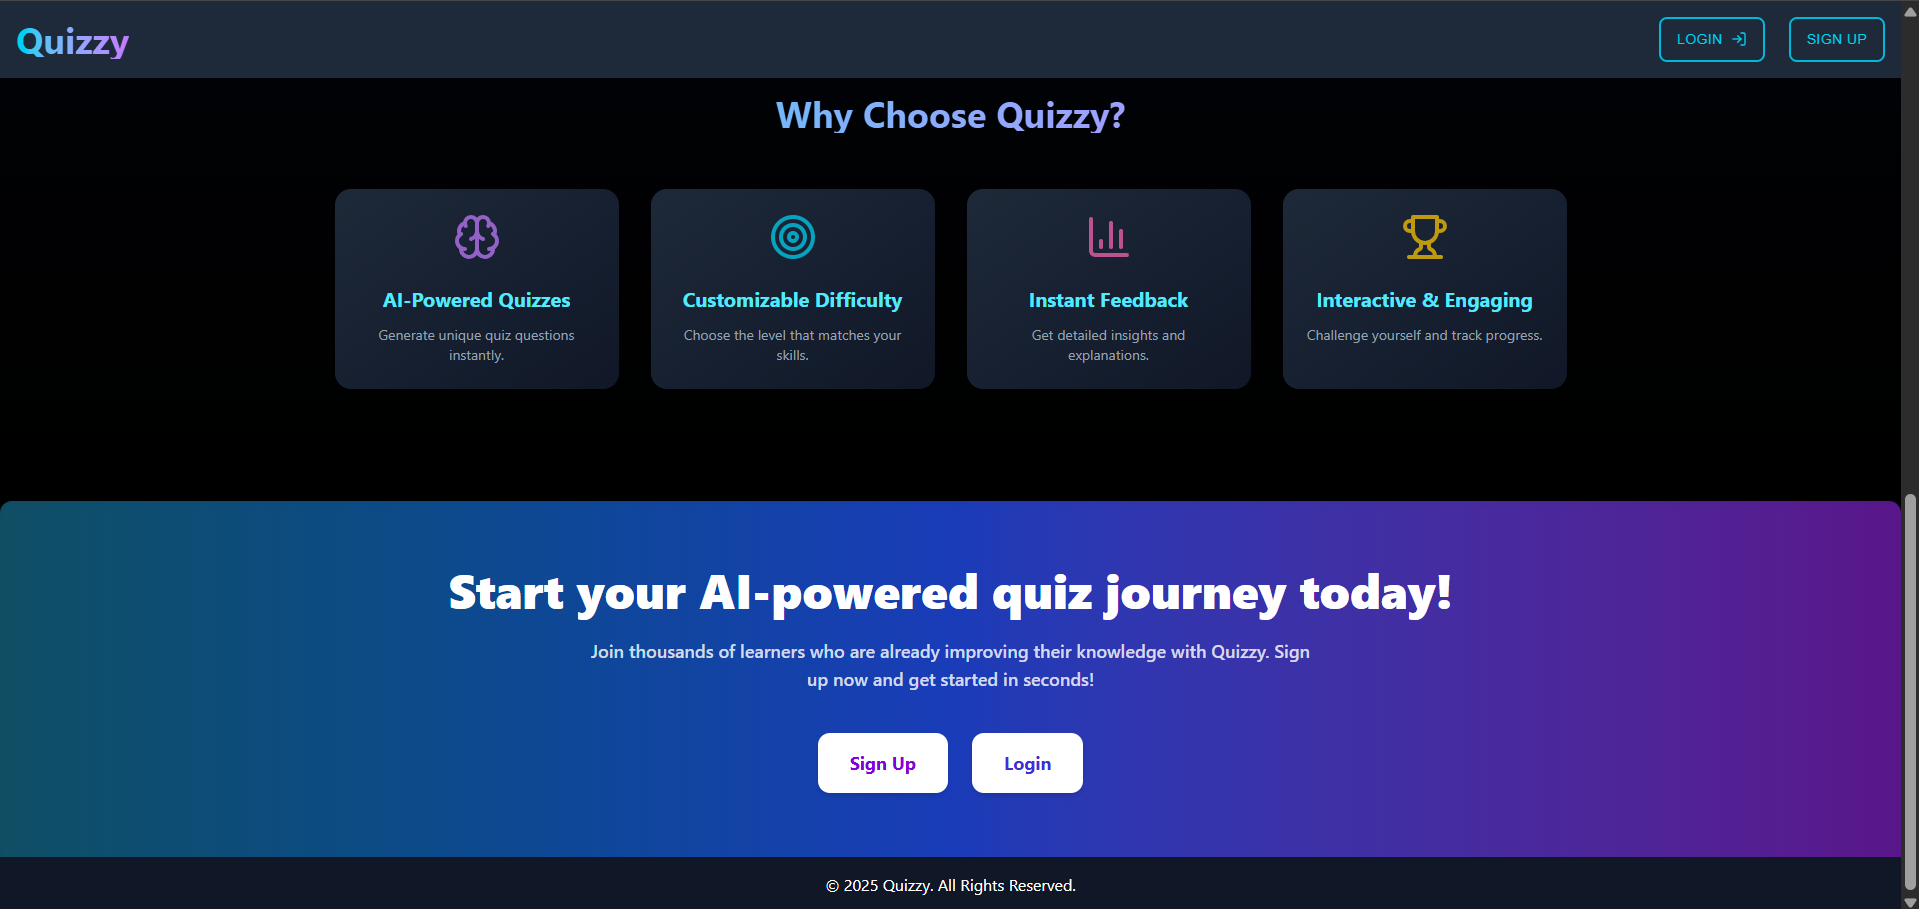 Quizzy
LOGIN
SIGN UP
Why Choose Quizzy?
AI-Powered Quizzes
Generate unique quiz questions
instantly.
Customizable Difficulty
Choose the level that matches your
skills.
Instant Feedback
Get detailed insights and
explanations.
Interactive & Engaging
Challenge yourself and track progress.
Start your AI-powered quiz journey today!
Join thousands of learners who are already improving their knowledge with Quizzy. Sign
up now and get started in seconds!
Sign Up
Login
© 2025 Quizzy. All Rights Reserved.